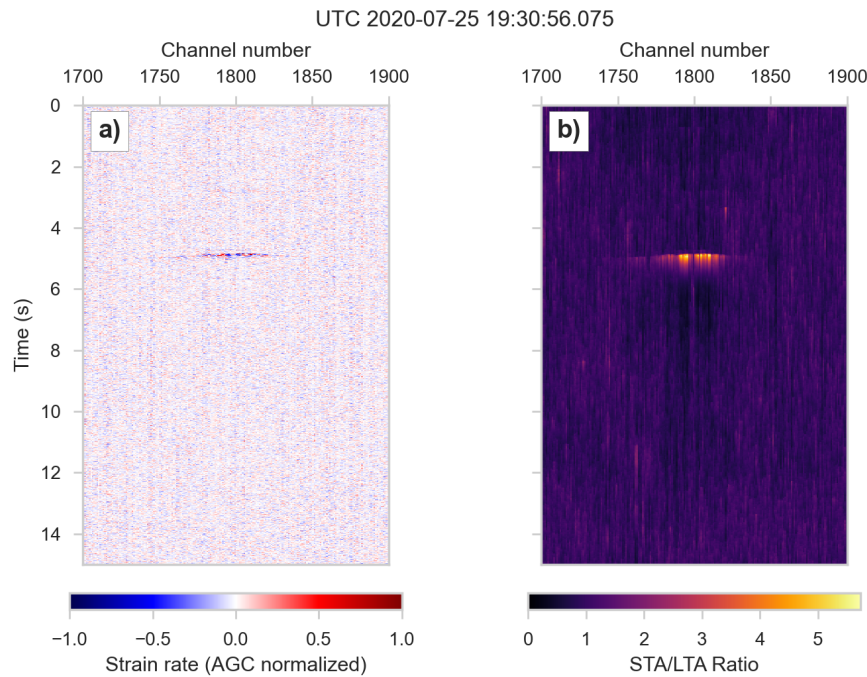 UTC 2020-07-25 19:30:56.075
Channel number
Channel number
1700 1750 1800 1850 1900
1700 1750 1800 1850 1900
a)
b)
0
2
4
6
8
10
12
14
Time (s)
−1.0 −0.5 0.0 0.5 1.0
Strain rate (AGC normalized)
0 1 2 3 4 5
STA/LTA Ratio